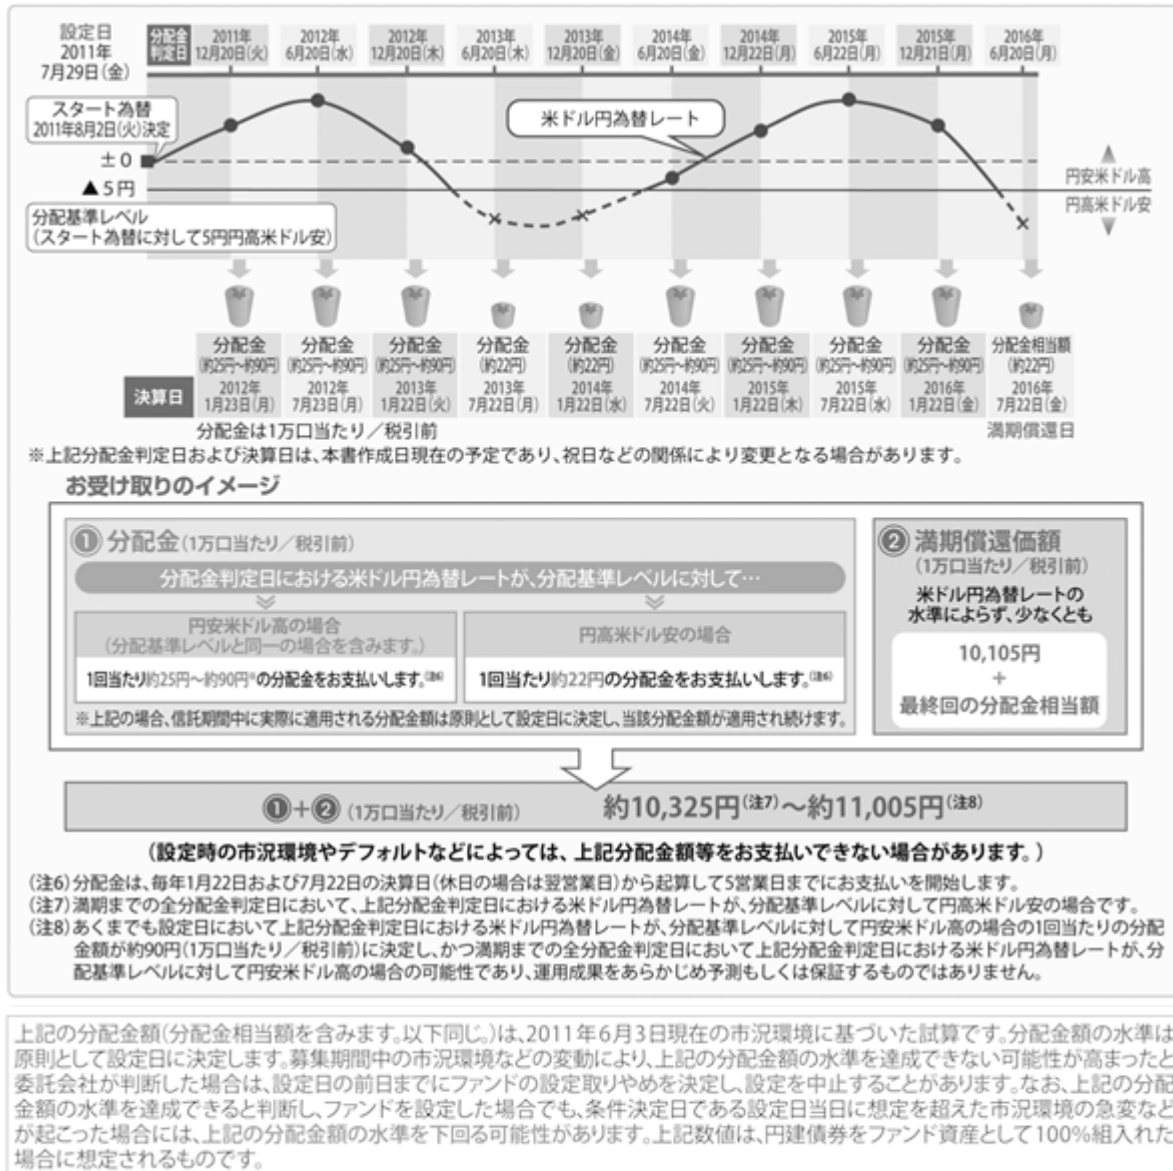 設定日
2011年
7月29日(金)
分配金
判定日
2011年
12月20日(火)
2012年
6月20日(水)
2012年
12月20日(木)
2013年
6月20日(木)
2013年
12月20日(金)
2014年
6月20日(金)
2014年
12月22日(月)
2015年
6月22日(月)
2015年
12月21日(月)
2016年
6月20日(月)
スタート為替
2011年8月2日(火)決定
米ドル円為替レート
±0
▲5円
円安米ドル高
円高米ドル安
分配基準レベル
(スタート為替に対して5円円高米ドル安)
分配金
(約25円~約90円)
分配金
(約25円~約90円)
分配金
(約25円~約90円)
分配金
(約22円)
分配金
(約22円)
分配金
(約25円~約90円)
分配金
(約25円~約90円)
分配金
(約25円~約90円)
分配金
(約25円~約90円)
分配金相当額
(約22円)
決算日
2012年
1月23日(月)
2012年
7月23日(月)
2013年
1月22日(火)
2013年
7月22日(月)
2014年
1月22日(水)
2014年
7月22日(火)
2015年
1月22日(木)
2015年
7月22日(水)
2016年
1月22日(金)
2016年
7月22日(金)
分配金は1万口当たり/税引前
満期償還日
※上記分配金判定日および決算日は、本書作成日現在の予定であり、祝日などの関係により変更となる場合があります。
お受け取りのイメージ
① 分配金(1万口当たり/税引前)
分配金判定日における米ドル円為替レートが、分配基準レベルに対して…
円安米ドル高の場合
(分配基準レベルと同一の場合を含みます。)
1回当たり約25円~約90円※の分配金をお支払いします。(注6)
円高米ドル安の場合
1回当たり約22円の分配金をお支払いします。(注6)
※上記の場合、信託期間中に実際に適用される分配金額は原則として設定日に決定し、当該分配金額が適用され続けます。
② 満期償還価額
(1万口当たり/税引前)
米ドル円為替レートの
水準によらず、少なくとも
10,105円
+
最終回の分配金相当額
①+② (1万口当たり/税引前) 約10,325円(注7)~約11,005円(注8)
(設定時の市況環境やデフォルトなどによっては、上記分配金額等をお支払いできない場合があります。)
(注6)分配金は、毎年1月22日および7月22日の決算日(休日の場合は翌営業日)から起算して5営業日までにお支払いを開始します。
(注7)満期までの全分配金判定日において、上記分配金判定日における米ドル円為替レートが、分配基準レベルに対して円高米ドル安の場合です。
(注8)あくまでも設定日において上記分配金判定日における米ドル円為替レートが、分配基準レベルに対して円安米ドル高の場合の1回当たりの分配
金額が約90円(1万口当たり/税引前)に決定し、かつ満期までの全分配金判定日において上記分配金判定日における米ドル円為替レートが、分
配基準レベルに対して円安米ドル高の場合の可能性であり、運用成果をあらかじめ予測もしくは保証するものではありません。
上記の分配金額(分配金相当額を含みます。以下同じ。)は、2011年6月3日現在の市況環境に基づいた試算です。分配金額の水準は
原則として設定日に決定します。募集期間中の市況環境などの変動により、上記の分配金額の水準を達成できない可能性が高まったと
委託会社が判断した場合は、設定日の前日までにファンドの設定取りやめを決定し、設定を中止することがあります。なお、上記の分配
金額の水準を達成できると判断し、ファンドを設定した場合でも、条件決定日である設定日当日に想定を超えた市況環境の急変など
が起こった場合には、上記の分配金額の水準を下回る可能性があります。上記数値は、円建債券をファンド資産として100%組入れた
場合に想定されるものです。